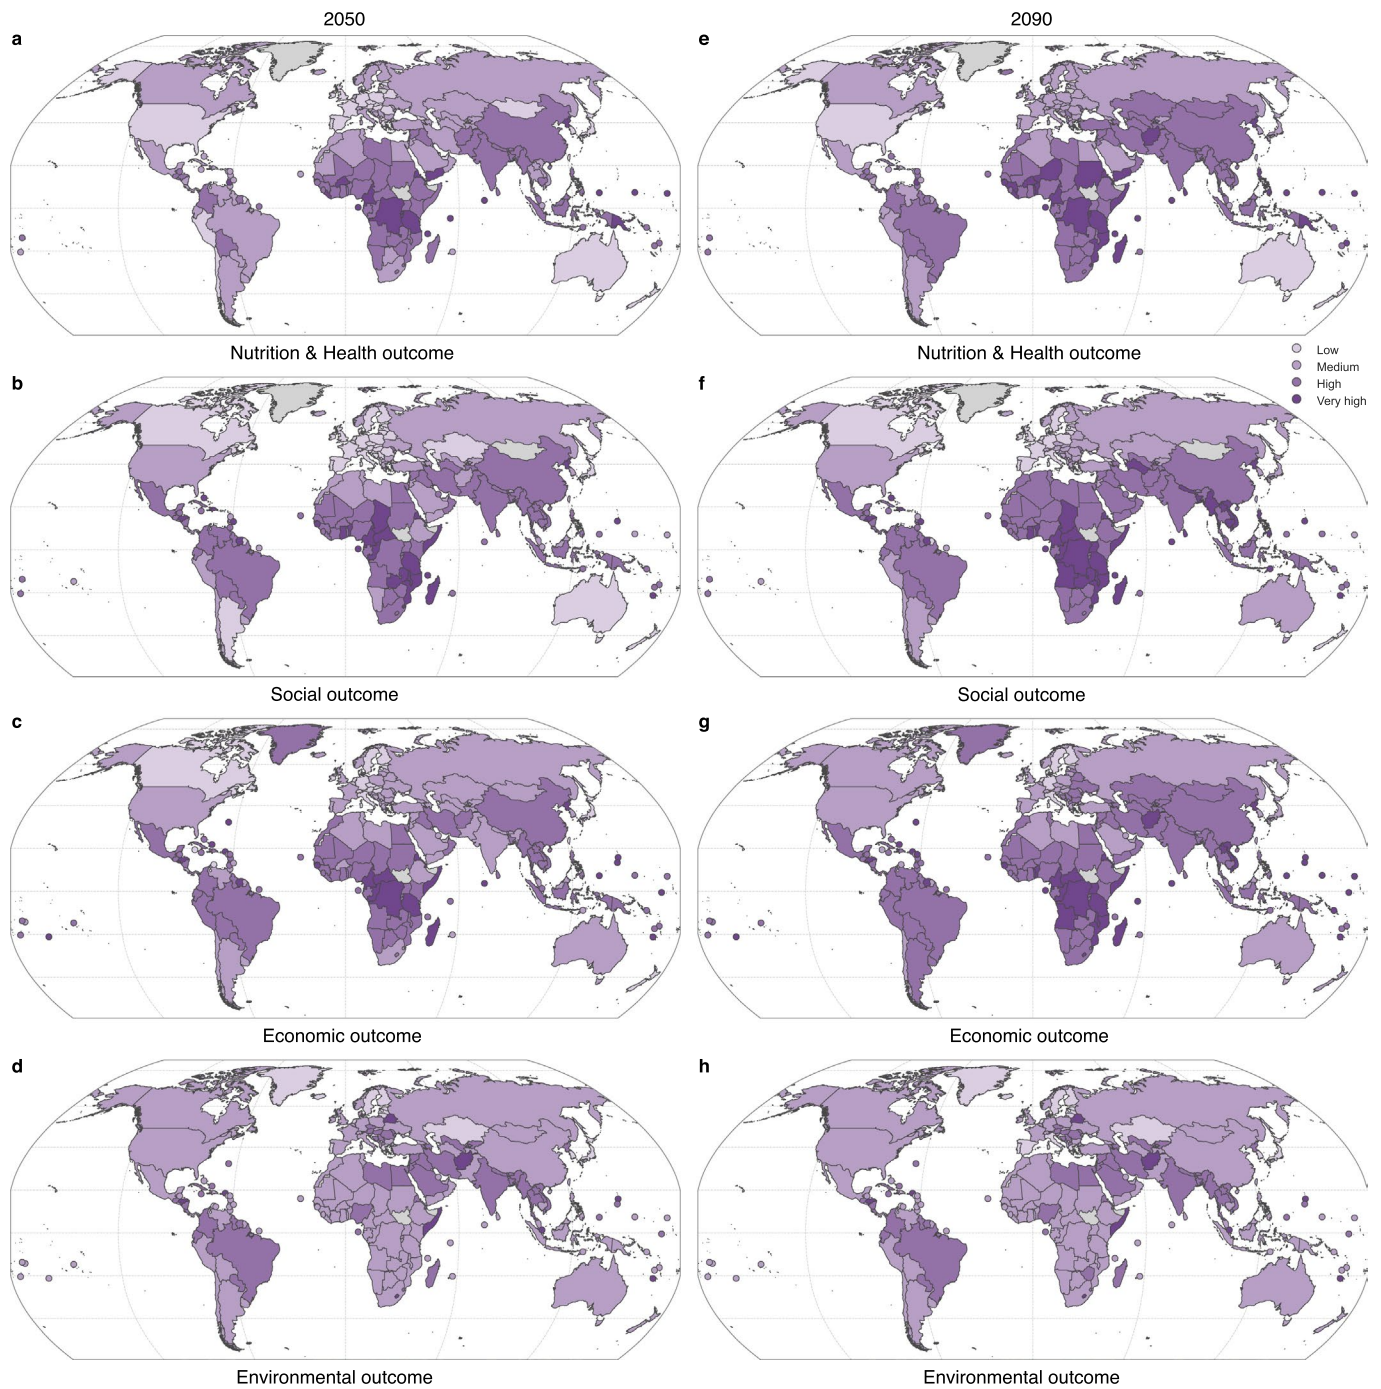 2050
2090
a
e
Nutrition & Health outcome
Nutrition & Health outcome
Low
Medium
High
Very high
b
f
Social outcome
Social outcome
c
g
Economic outcome
Economic outcome
d
h
Environmental outcome
Environmental outcome